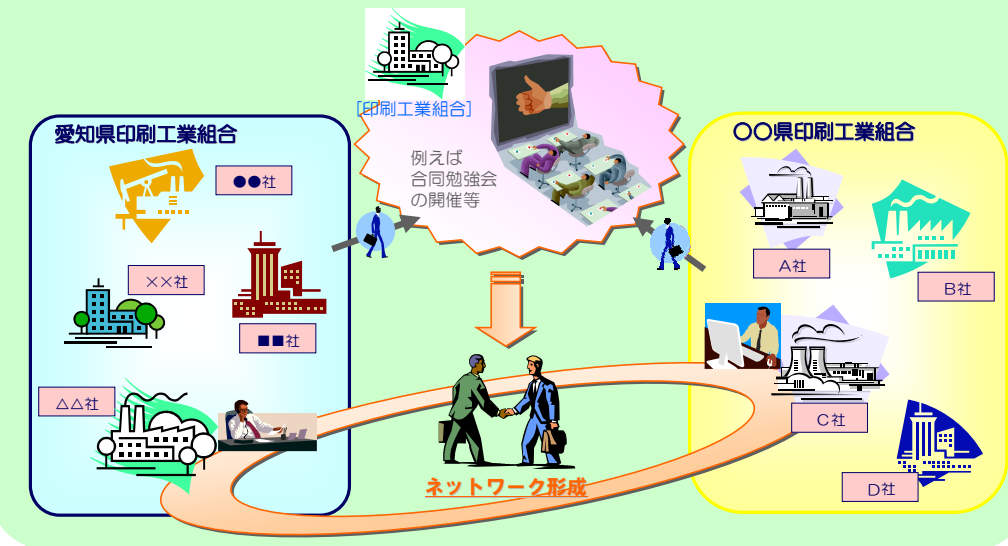 [印刷工業組合]
愛知県印刷工業組合
〇〇県印刷工業組合
例えば
合同勉強会
の開催等
●●社
××社
■■社
△△社
A社
B社
C社
D社
ネットワーク形成